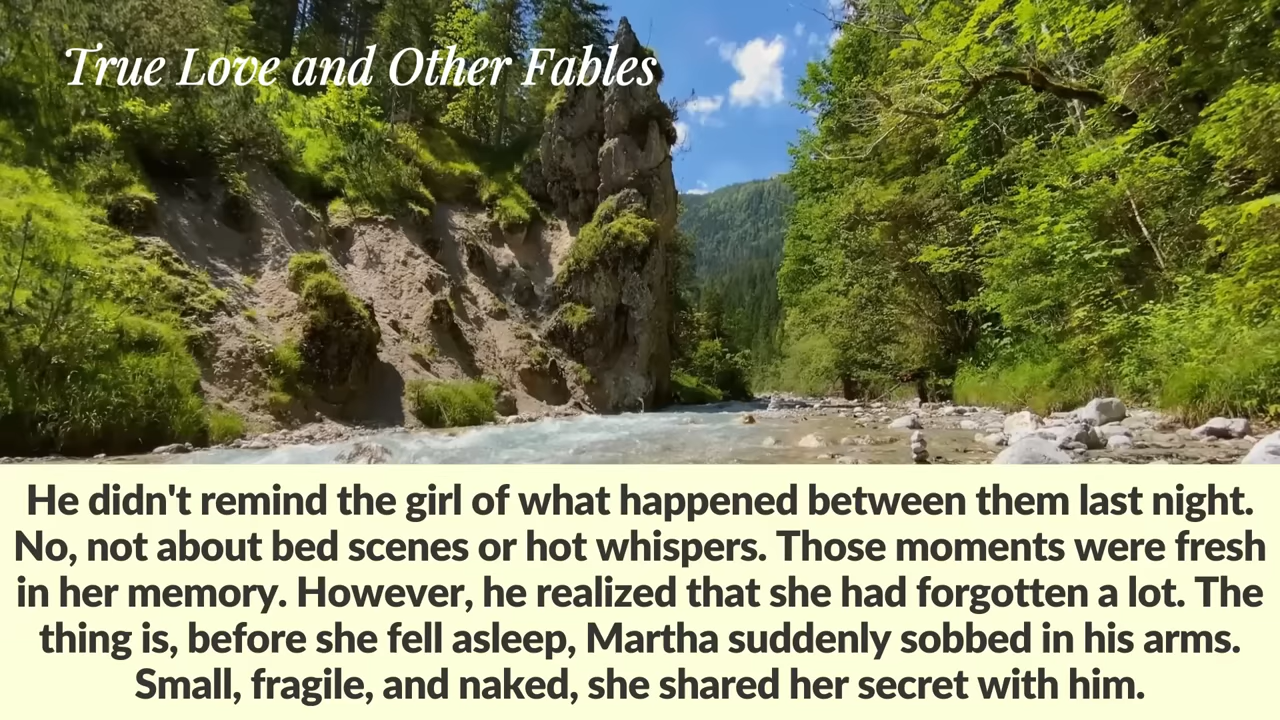 True Love and Other Fables
He didn't remind the girl of what happened between them last night.
No, not about bed scenes or hot whispers. Those moments were fresh
in her memory. However, he realized that she had forgotten a lot. The
thing is, before she fell asleep, Martha suddenly sobbed in his arms.
Small, fragile, and naked, she shared her secret with him.